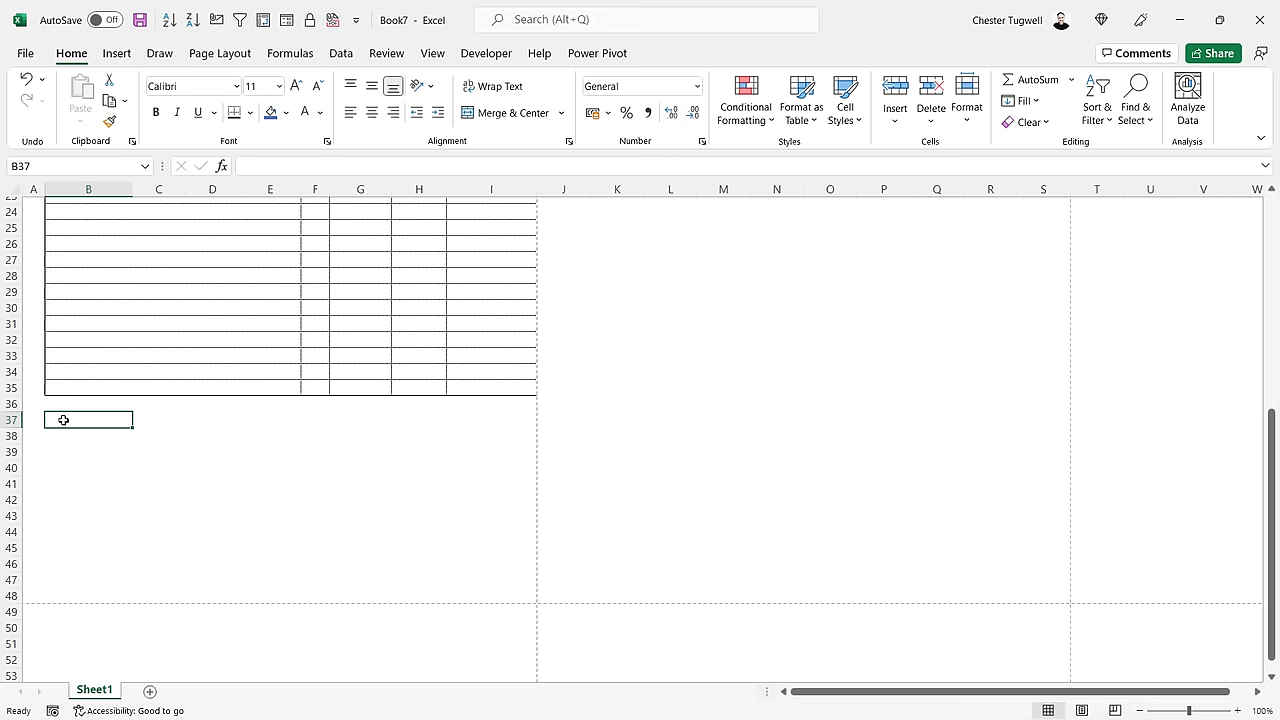 AutoSave Off Book7 - Excel Search (Alt+Q) Chester Tugwell
File Home Insert Draw Page Layout Formulas Data Review View Developer Help Power Pivot Comments Share
Paste
Calibri 11
B I U A
Wrap Text
Merge & Center
General
% 
Conditional Formatting
Format as Table
Cell Styles
Insert Delete Format
AutoSum
Fill
Clear
Sort & Filter
Find & Select
Analyze Data
Undo Clipboard Font Alignment Number Styles Cells Editing Analysis
B37 fx
A B C D E F G H I J K L M N O P Q R S T U V W
24
25
26
27
28
29
30
31
32
33
34
35
36
37
38
39
40
41
42
43
44
45
46
47
48
49
50
51
52
53
Sheet1
Ready Accessibility: Good to go 100%